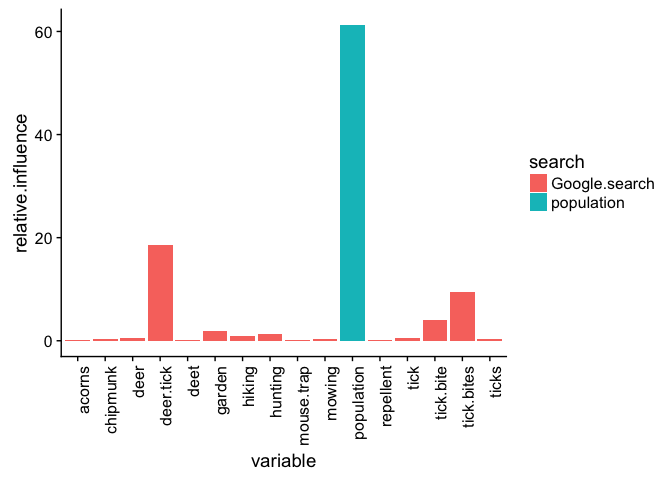 relative.influence
60
40
20
0
acorns
chipmunk
deer
deer.tick
deet
garden
hiking
hunting
mouse.trap
mowing
population
repellent
tick
tick.bite
tick.bites
ticks
variable
search
Google.search
population